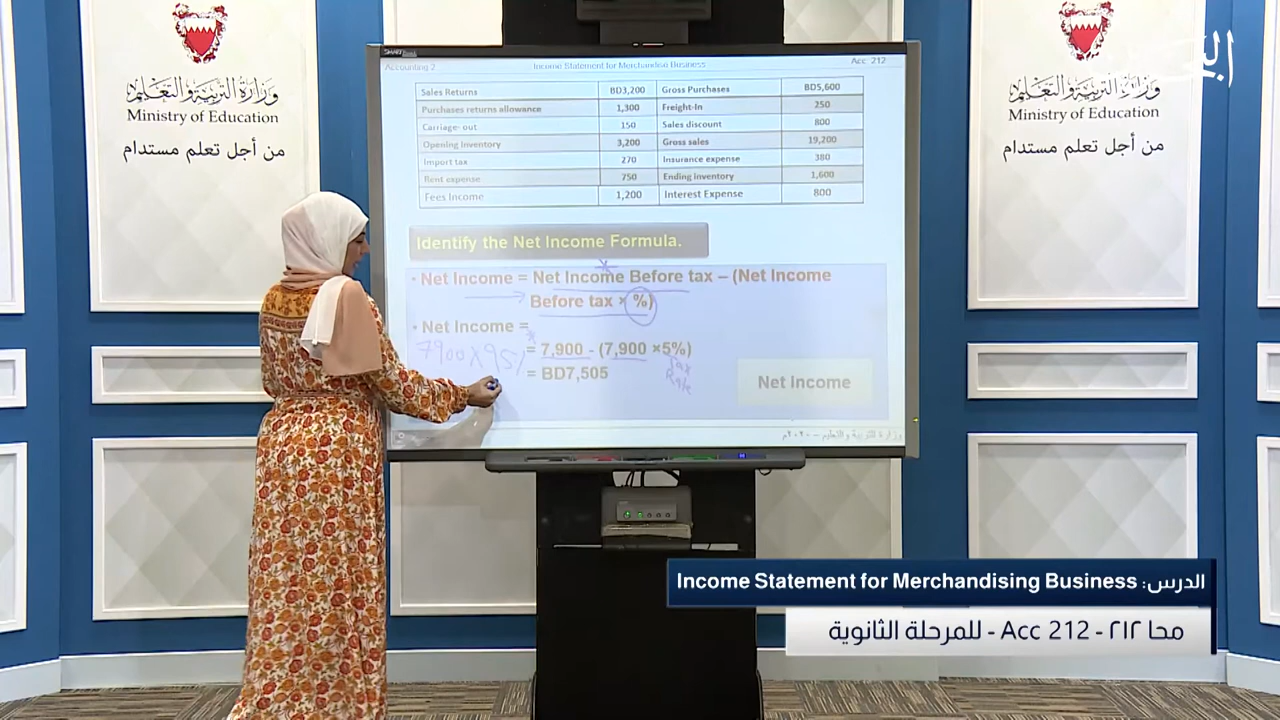 وزارة التربية والتعليم
Ministry of Education
من أجل تعلم مستدام
وزارة التربية والتعليم
Ministry of Education
من أجل تعلم مستدام
Accounting 2 Income Statement for Merchandise Business Acc 212
Sales Returns BD3,200 Gross Purchases BD5,600
Purchases returns allowance 1,300 Freight-In 250
Carriage- out 150 Sales discount 800
Opening inventory 3,200 Gross sales 19,200
Import tax 270 Insurance expense 380
Rent expense 750 Ending inventory 1,600
Fees Income 1,200 Interest Expense 800
Identify the Net Income Formula.
• Net Income = Net Income Before tax – (Net Income
Before tax × %)
• Net Income =
= 7,900 - (7,900 ×5%)
7900 X 95%
tax
Rate
= BD7,505
Net Income
وزارة التربية والتعليم – ٢٠٢٠م
الدرس: Income Statement for Merchandising Business
محا ٢١٢ - Acc 212 - للمرحلة الثانوية